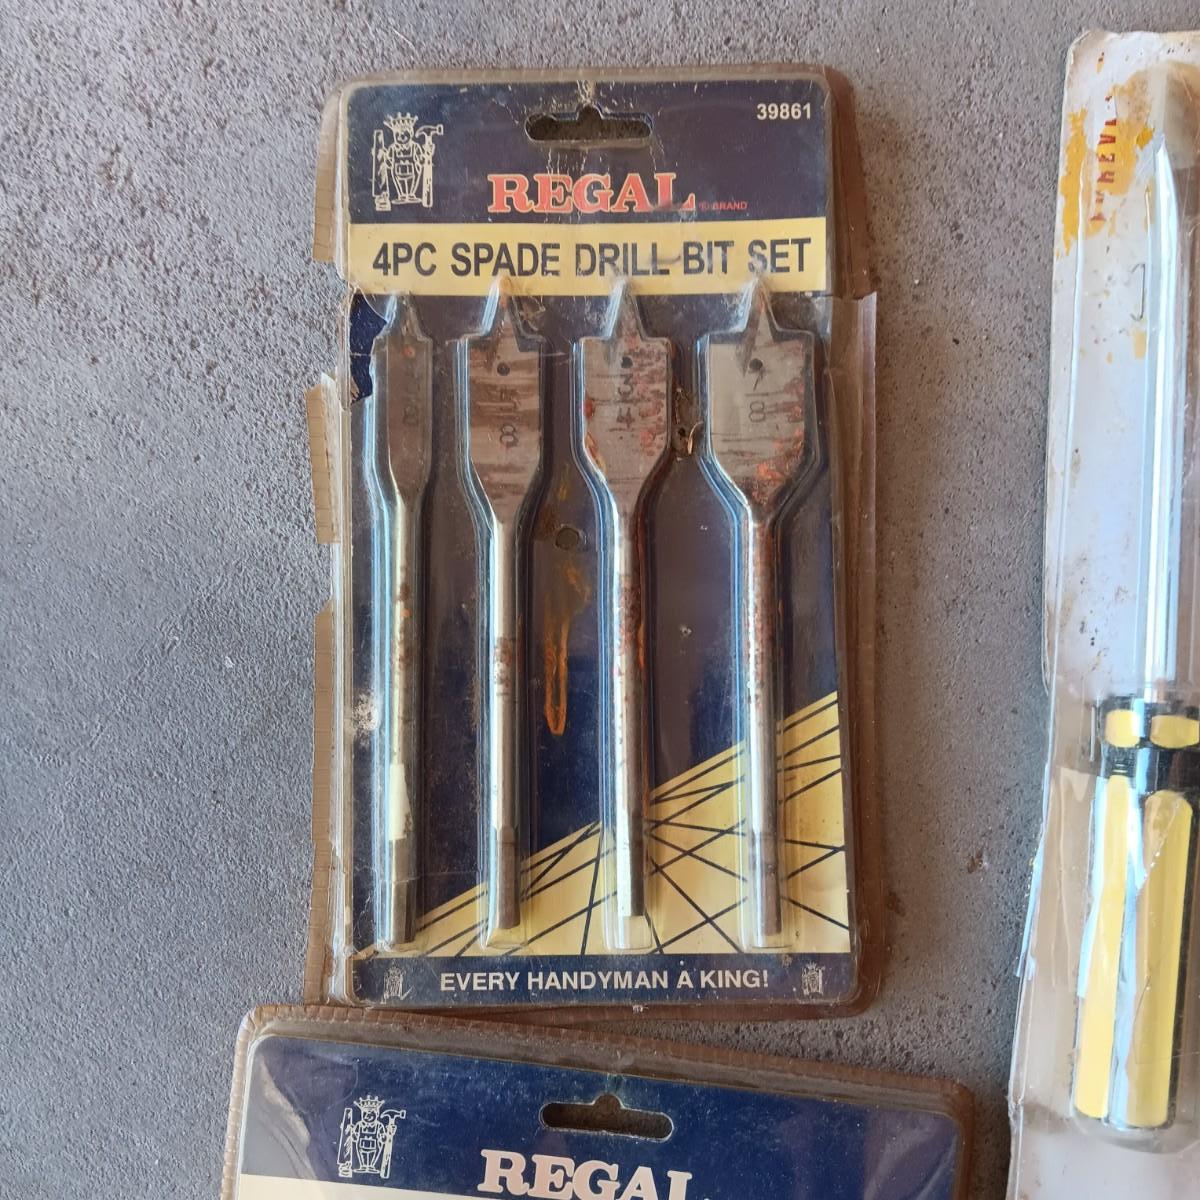 39861
REGAL
® BRAND
4PC SPADE DRILL BIT SET
EVERY HANDYMAN A KING!
REGAL